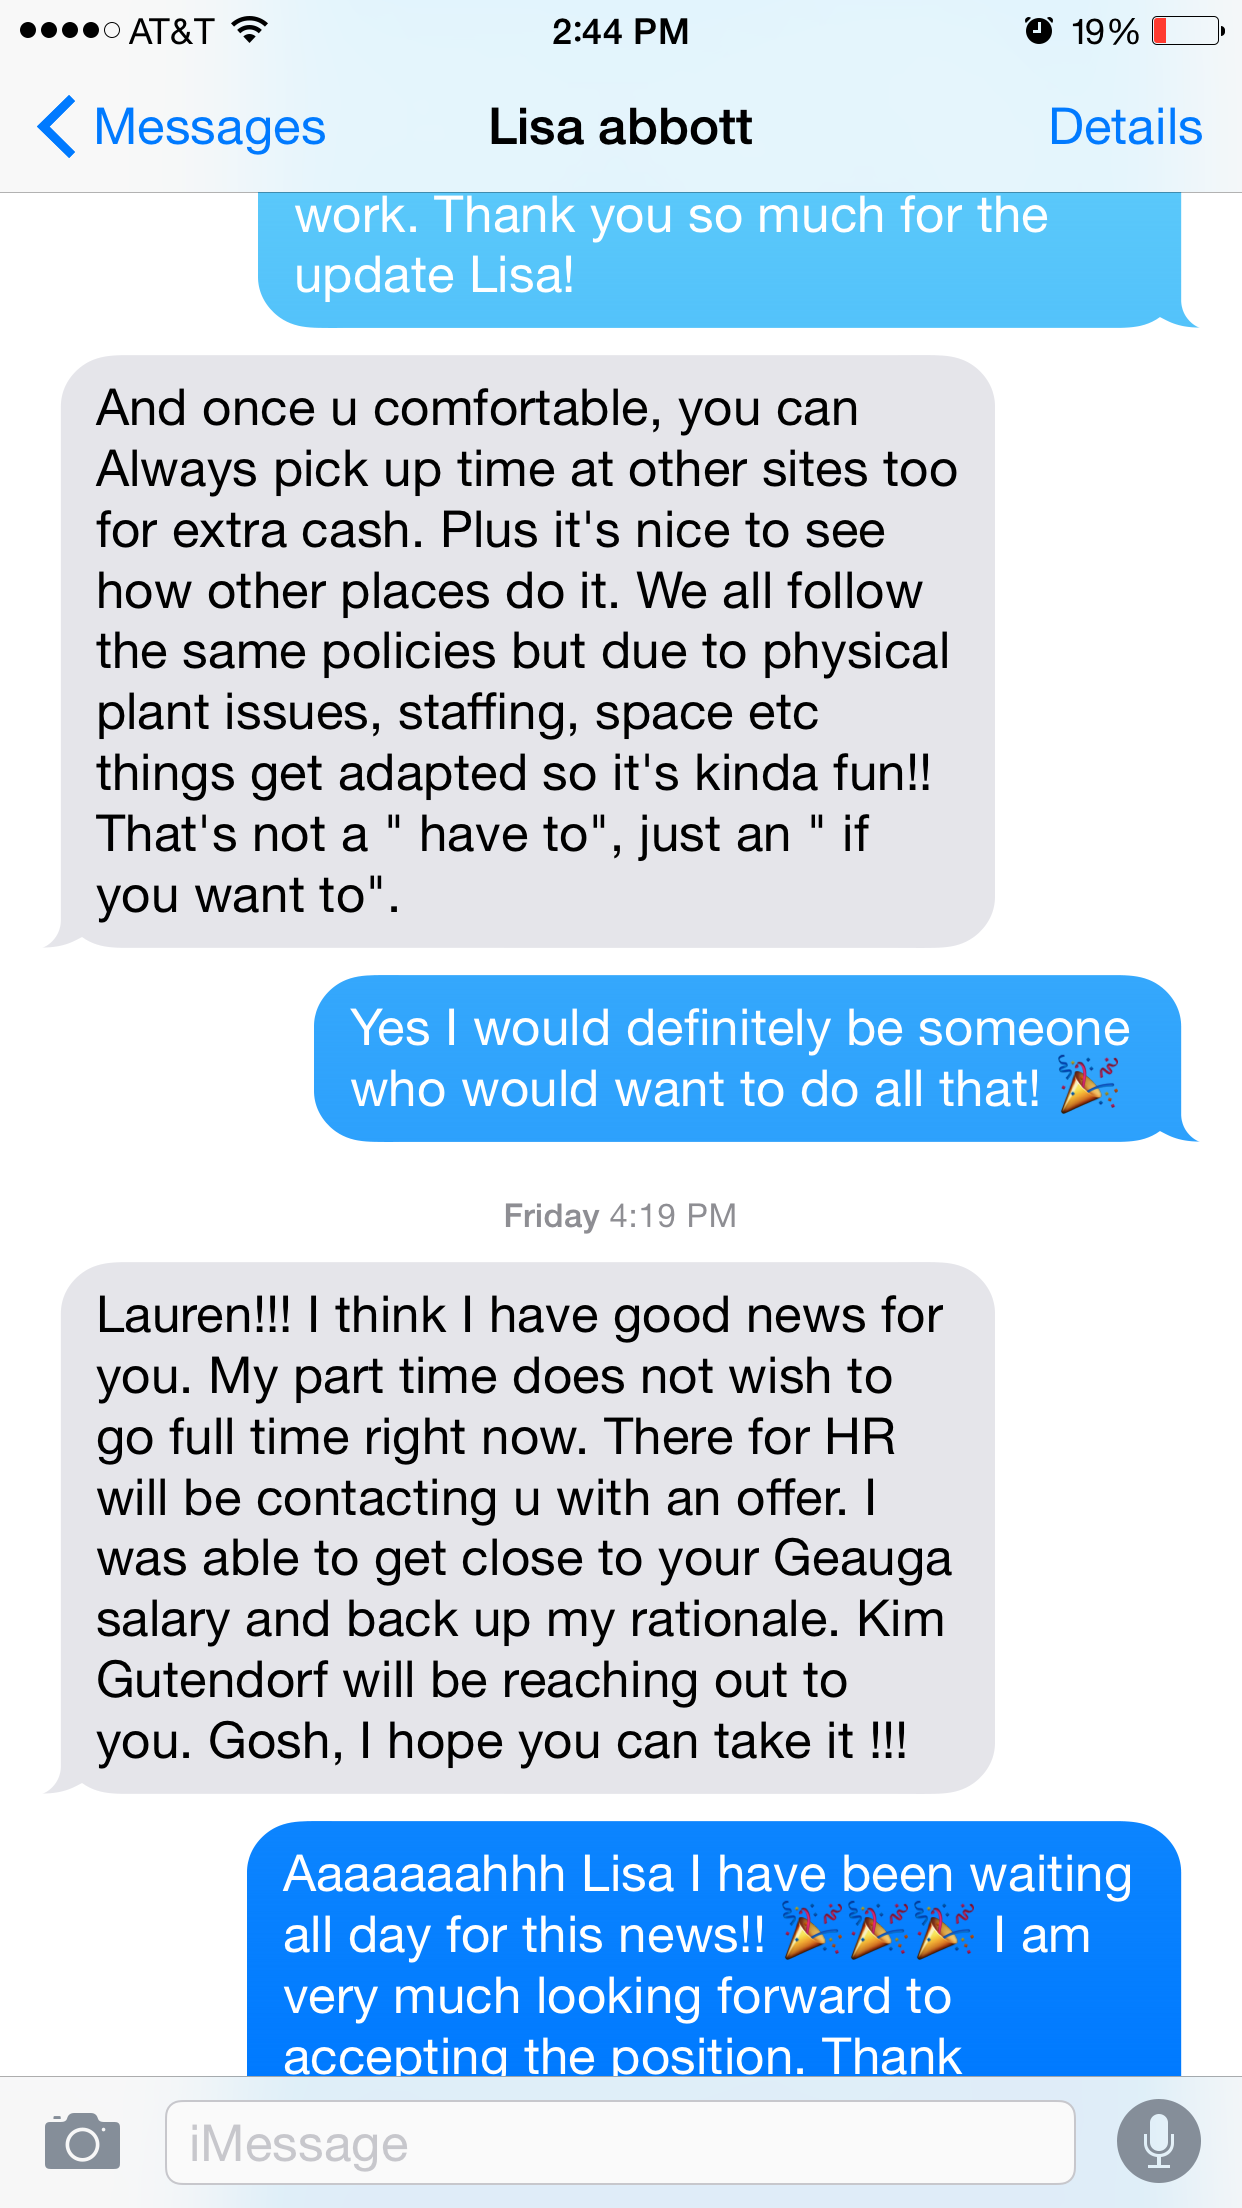 AT&T 2:44 PM 19%
Messages Lisa abbott Details
work. Thank you so much for the
update Lisa!
And once u comfortable, you can
Always pick up time at other sites too
for extra cash. Plus it's nice to see
how other places do it. We all follow
the same policies but due to physical
plant issues, staffing, space etc
things get adapted so it's kinda fun!!
That's not a " have to", just an " if
you want to".
Yes I would definitely be someone
who would want to do all that! 🎉
Friday 4:19 PM
Lauren!!! I think I have good news for
you. My part time does not wish to
go full time right now. There for HR
will be contacting u with an offer. I
was able to get close to your Geauga
salary and back up my rationale. Kim
Gutendorf will be reaching out to
you. Gosh, I hope you can take it !!!
Aaaaaaahhh Lisa I have been waiting
all day for this news!! 🎉🎉🎉 I am
very much looking forward to
accepting the position. Thank
iMessage